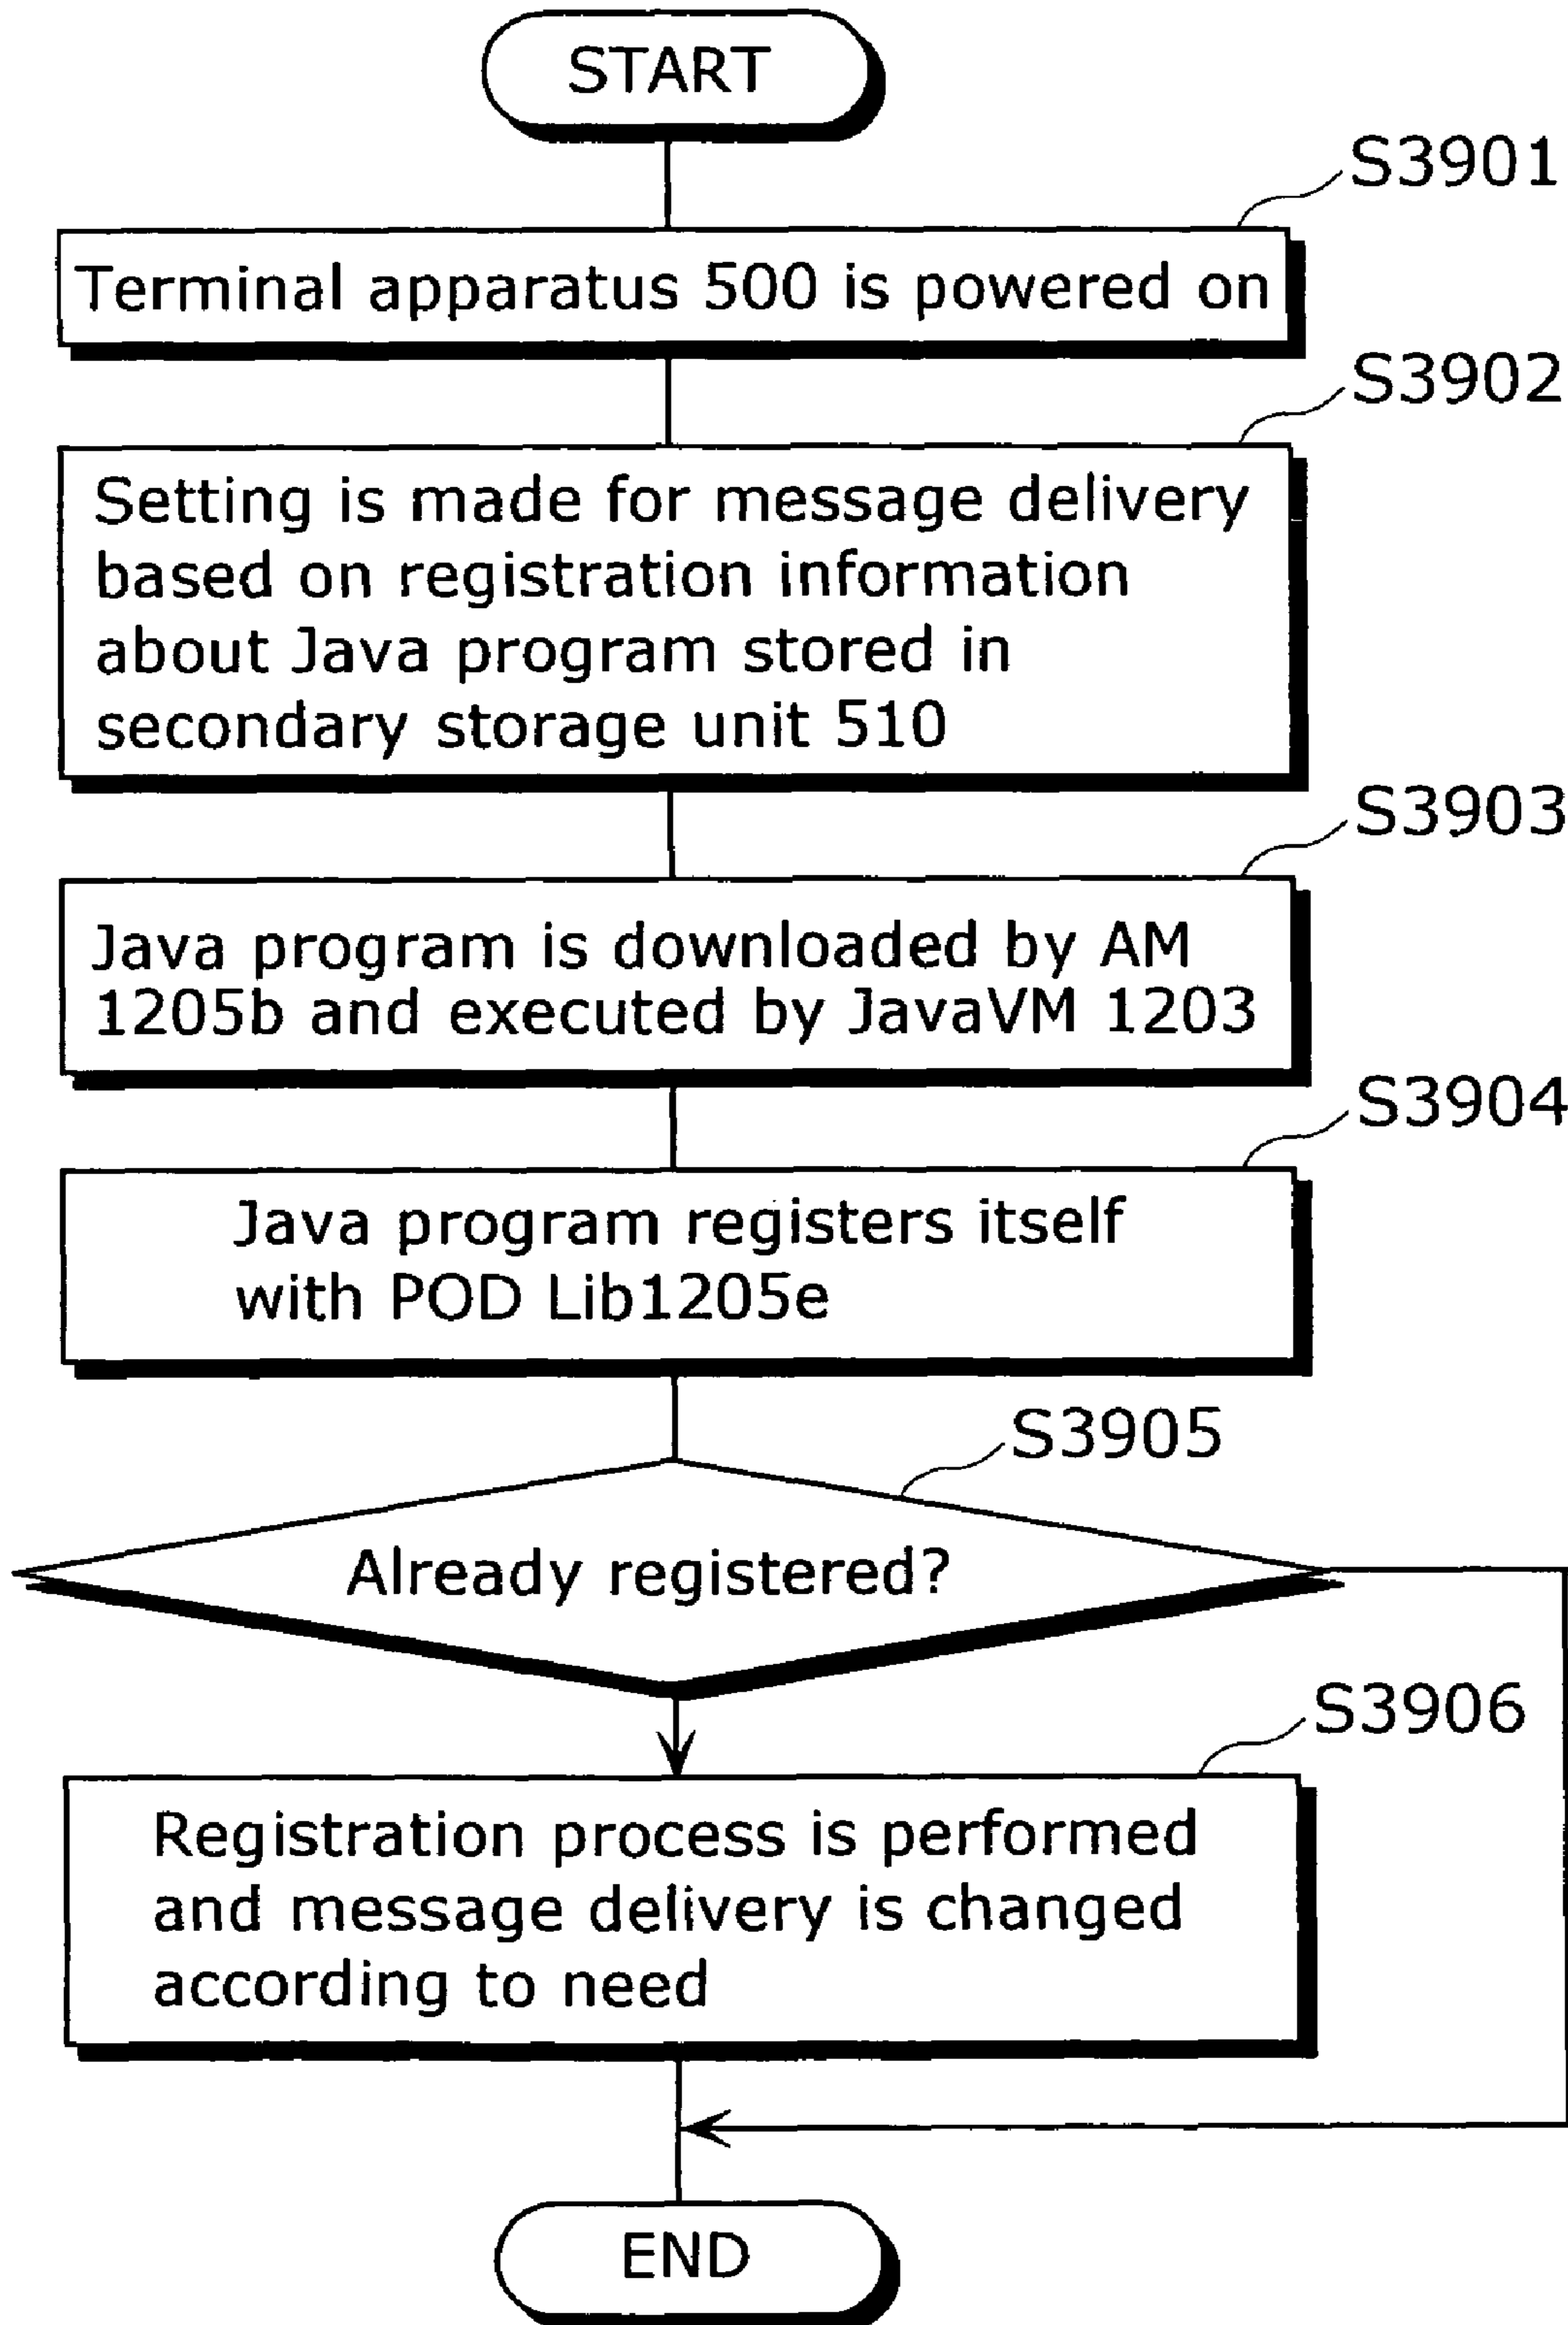 START
S3901
Terminal apparatus 500 is powered on
S3902
Setting is made for message delivery
based on registration information
about Java program stored in
secondary storage unit 510
S3903
Java program is downloaded by AM
1205b and executed by JavaVM 1203
S3904
Java program registers itself
with POD Lib1205e
S3905
Already registered?
S3906
Registration process is performed
and message delivery is changed
according to need
END